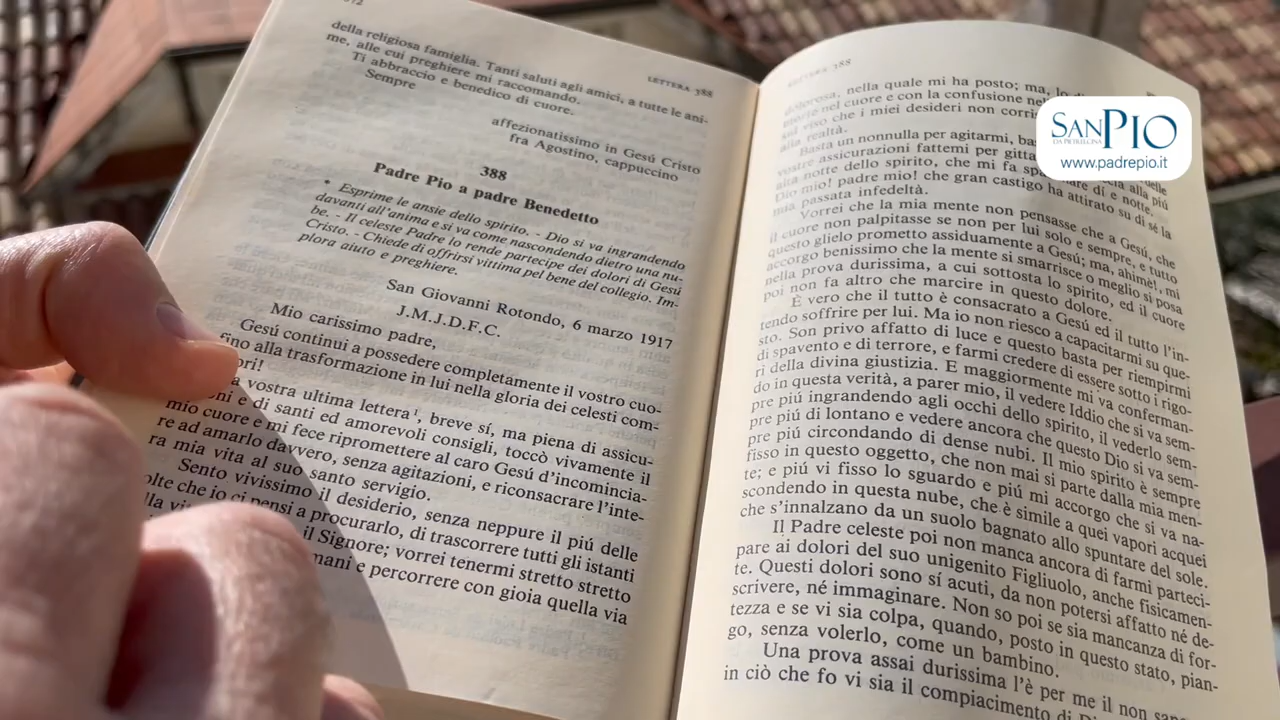 LETTERA 388
della religiosa famiglia. Tanti saluti agli amici, a tutte le ani-
me, alle cui preghiere mi raccomando.
Ti abbraccio e benedico di cuore.
Sempre
affezionatissimo in Gesú Cristo
fra Agostino, cappuccino
388
Padre Pio a padre Benedetto
* Esprime le ansie dello spirito. - Dio si va ingrandendo
davanti all'anima e si va come nascondendo dietro una nu-
be. - Il celeste Padre lo rende partecipe dei dolori di Gesú
Cristo. - Chiede di offrirsi vittima pel bene del collegio. Im-
plora aiuto e preghiere.
San Giovanni Rotondo, 6 marzo 1917
J.M.J.D.F.C.
Mio carissimo padre,
Gesú continui a possedere completamente il vostro cuo-
fino alla trasformazione in lui nella gloria dei celesti com-
ori!
a vostra ultima lettera¹, breve sí, ma piena di assicu-
ni e di santi ed amorevoli consigli, toccò vivamente il
mio cuore e mi fece ripromettere al caro Gesú d'incomincia-
re ad amarlo davvero, senza agitazioni, e riconsacrare l'inte-
ra mia vita al suo santo servigio.
Sento vivissimo il desiderio, senza neppure il piú delle
olte che io ci pensi a procurarlo, di trascorrere tutti gli istanti
lla vi il Signore; vorrei tenermi stretto stretto
mani e percorrere con gioia quella via
LETTERA 388
dolorosa, nella quale mi ha posto; ma, lo
morte nel cuore e con la confusione nel
sul viso che i miei desideri non corri
alla realtà.
Basta un nonnulla per agitarmi, bas
vostre assicurazioni fattemi per gitta alla piú
alta notte dello spirito, che mi fa sp di e notte.
Dio mio! padre mio! che gran castigo ha attirato su di sé la
mia passata infedeltà.
Vorrei che la mia mente non pensasse che a Gesú, che
il cuore non palpitasse se non per lui solo e sempre, e tutto
questo glielo prometto assiduamente a Gesú; ma, ahimè!, mi
accorgo benissimo che la mente si smarrisce o meglio si posa
nella prova durissima, a cui sottosta lo spirito, ed il cuore
poi non fa altro che marcire in questo dolore.
È vero che il tutto è consacrato a Gesú ed il tutto l'in-
tendo soffrire per lui. Ma io non riesco a capacitarmi su que-
sto. Son privo affatto di luce e questo basta per riempirmi
di spavento e di terrore, e farmi credere di essere sotto i rigo-
ri della divina giustizia. E maggiormente mi va conferman-
do in questa verità, a parer mio, il vedere Iddio che si va sem-
pre piú ingrandendo agli occhi dello spirito, il vederlo sem-
pre piú di lontano e vedere ancora che questo Dio si va sem-
pre piú circondando di dense nubi. Il mio spirito è sempre
fisso in questo oggetto, che non mai si parte dalla mia men-
te; e piú vi fisso lo sguardo e piú mi accorgo che si va na-
scondendo in questa nube, che è simile a quei vapori acquei
che s'innalzano da un suolo bagnato allo spuntare del sole.
Il Padre celeste poi non manca ancora di farmi parteci-
pare ai dolori del suo unigenito Figliuolo, anche fisicamen-
te. Questi dolori sono sí acuti, da non potersi affatto né de-
scrivere, né immaginare. Non so poi se sia mancanza di for-
tezza e se vi sia colpa, quando, posto in questo stato, pian-
go, senza volerlo, come un bambino.
Una prova assai durissima l'è per me il non
in ciò che fo vi sia il compiacimento di
SAN PIO
DA PIETRELCINA
www.padrepio.it